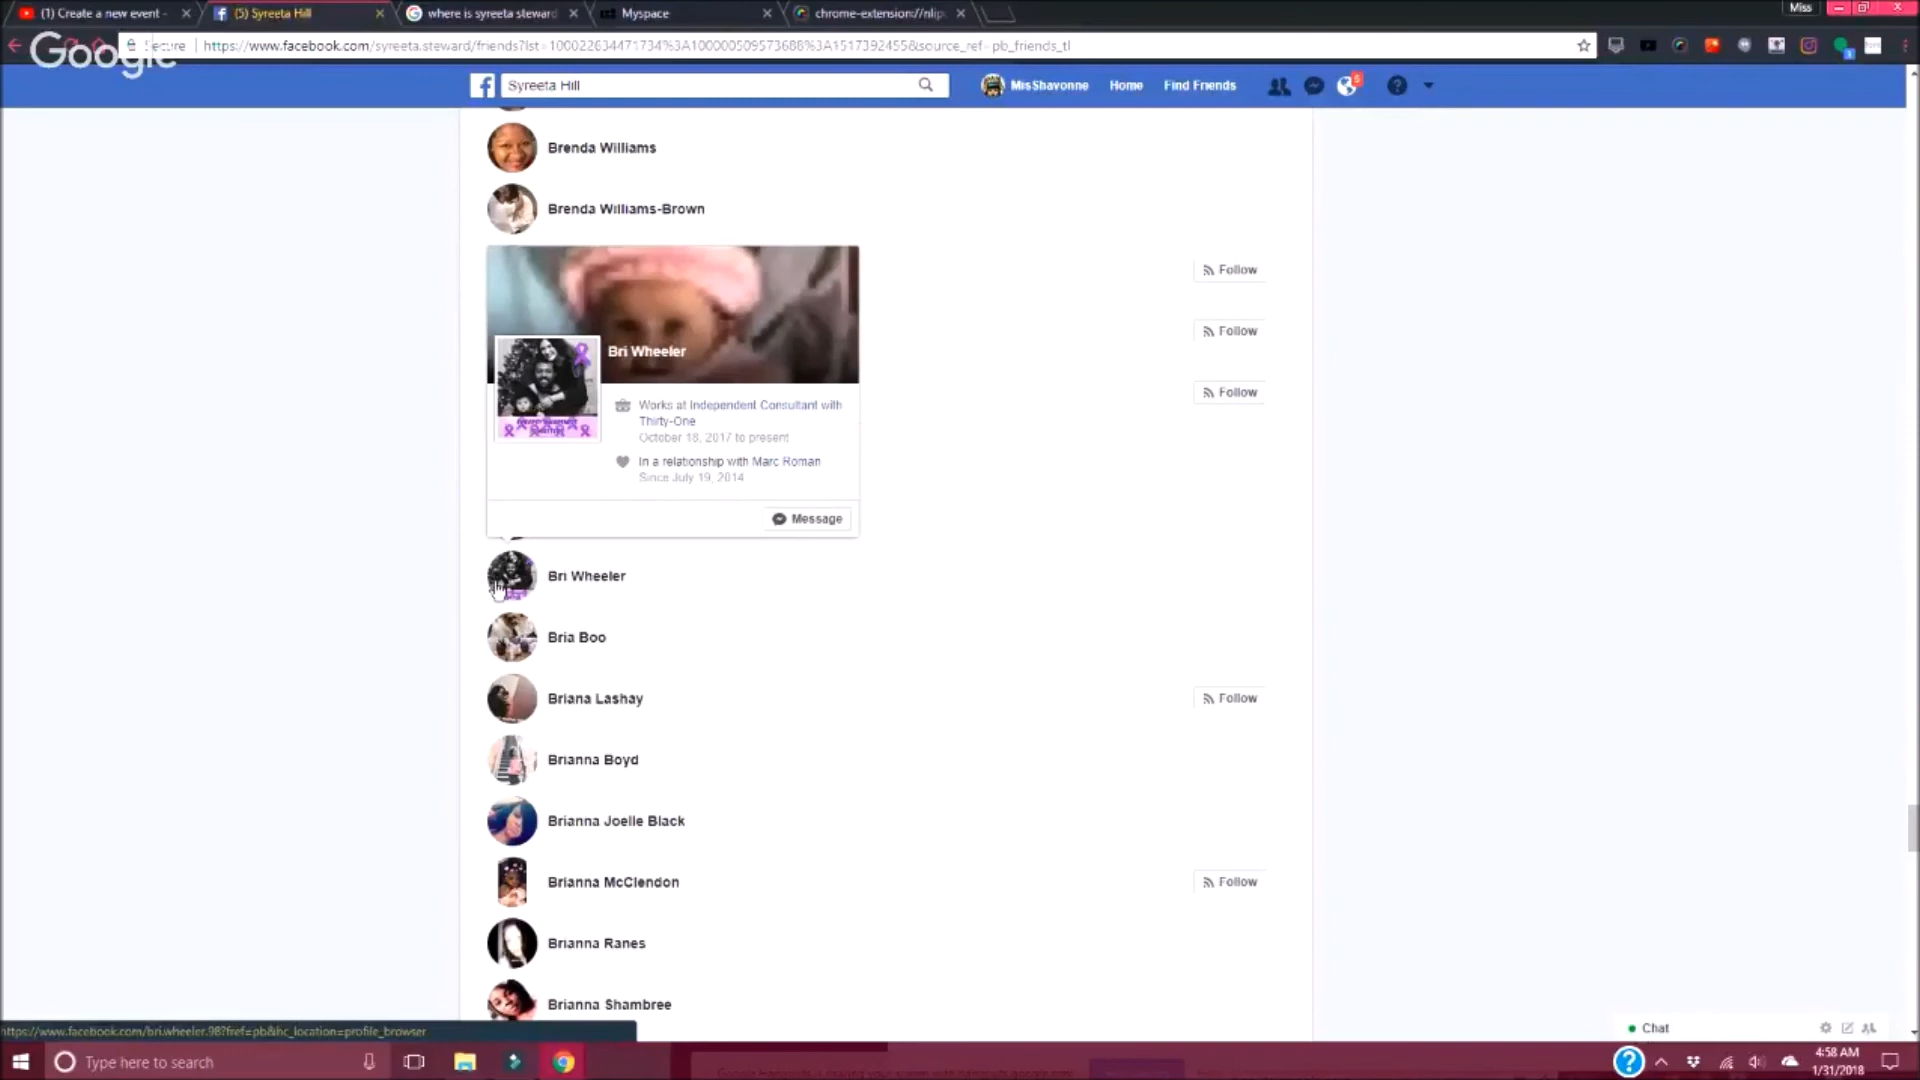 (1) Create a new event -
(5) Syreeta Hill
where is syreeta steward
Myspace
chrome-extension://nlip
Miss
Google
Secure
https://www.facebook.com/syreeta.steward/friends?lst=100022634471734%3A100000509573688%3A1517392455&source_ref=pb_friends_tl
Syreeta Hill
MisShavonne
Home
Find Friends
5
Brenda Williams
Brenda Williams-Brown
Follow
Follow
Bri Wheeler
Follow
Works at Independent Consultant with
Thirty-One
October 18, 2017 to present
In a relationship with Marc Roman
Since July 19, 2014
Message
Bri Wheeler
Bria Boo
Briana Lashay
Follow
Brianna Boyd
Brianna Joelle Black
Brianna McClendon
Follow
Brianna Ranes
Brianna Shambree
https://www.facebook.com/bri.wheeler.98?fref=pb&hc_location=profile_browser
Chat
Type here to search
4:58 AM
1/31/2018